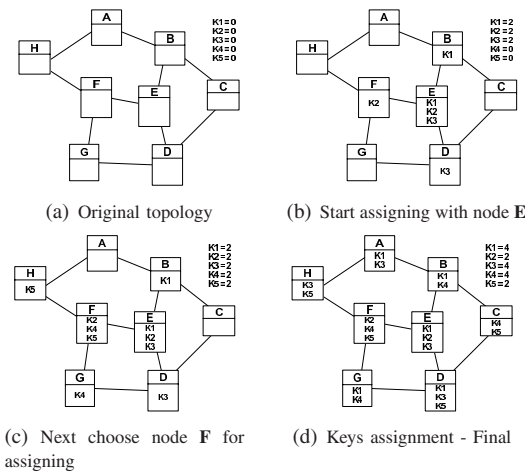 A
K1=0
K2=0
K3=0
K4=0
K5=0
B
H
F
E
C
G
D
(a) Original topology
A
K1=2
K2=2
K3=2
K4=0
K5=0
B
K1
H
F
K2
E
K1
K2
K3
C
G
D
K3
(b) Start assigning with node E
A
K1=2
K2=2
K3=2
K4=2
K5=2
B
K1
H
K5
F
K2
K4
K5
E
K1
K2
K3
C
G
K4
D
K3
(c) Next choose node F for
assigning
A
K1
K3
K1=4
K2=2
K3=4
K4=4
K5=2
B
K1
K4
H
K3
K5
F
K2
K4
K5
E
K1
K2
K3
C
K4
K5
G
K1
K4
D
K1
K3
K5
(d) Keys assignment - Final